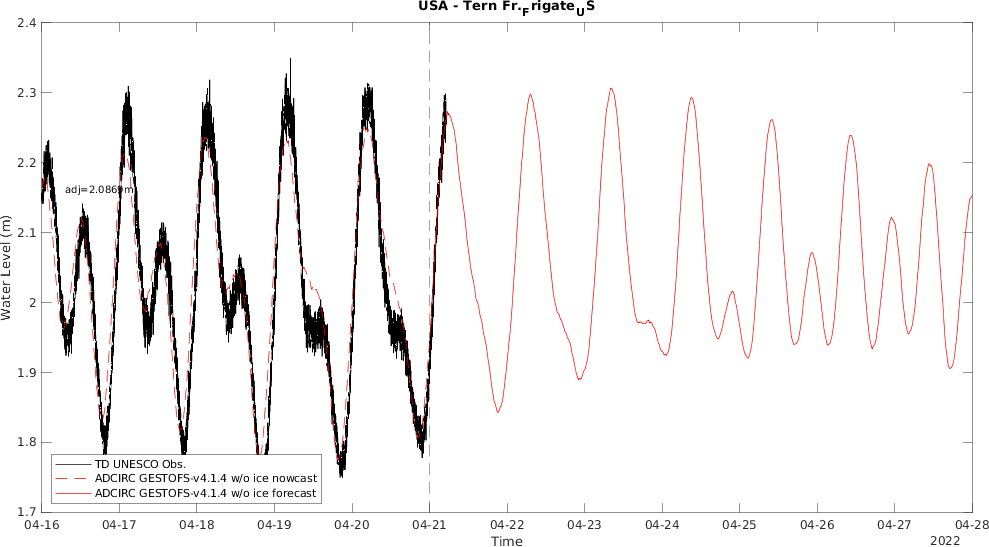 USA - Tern Fr.FrigateUS
2.4
2.3
2.2
2.1
2
1.9
1.8
1.7
Water Level (m)
adj=2.0869m
TD UNESCO Obs.
ADCIRC GESTOFS-v4.1.4 w/o ice nowcast
ADCIRC GESTOFS-v4.1.4 w/o ice forecast
04-16 04-17 04-18 04-19 04-20 04-21 04-22 04-23 04-24 04-25 04-26 04-27 04-28
Time
2022